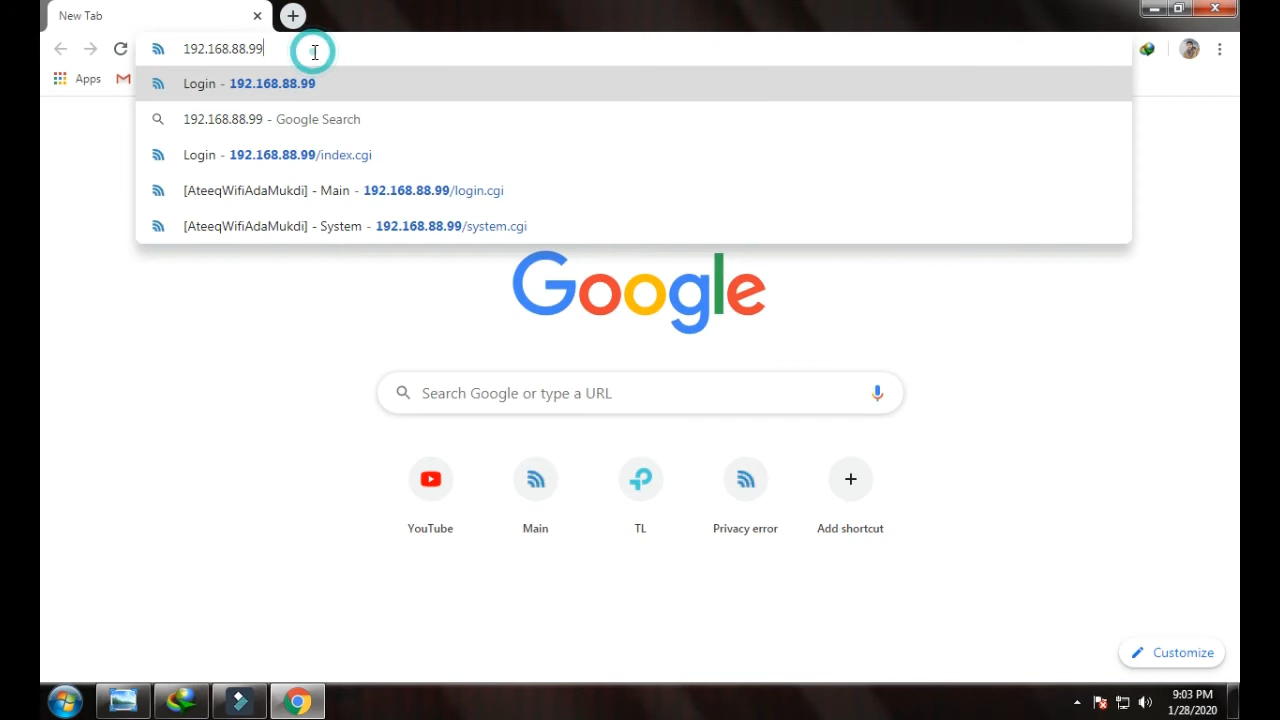 New Tab
192.168.88.99
Apps
Login - 192.168.88.99
192.168.88.99 - Google Search
Login - 192.168.88.99/index.cgi
[AteeqWifiAdaMukdi] - Main - 192.168.88.99/login.cgi
[AteeqWifiAdaMukdi] - System - 192.168.88.99/system.cgi
Google
Search Google or type a URL
YouTube
Main
TL
Privacy error
Add shortcut
Customize
9:03 PM
1/28/2020